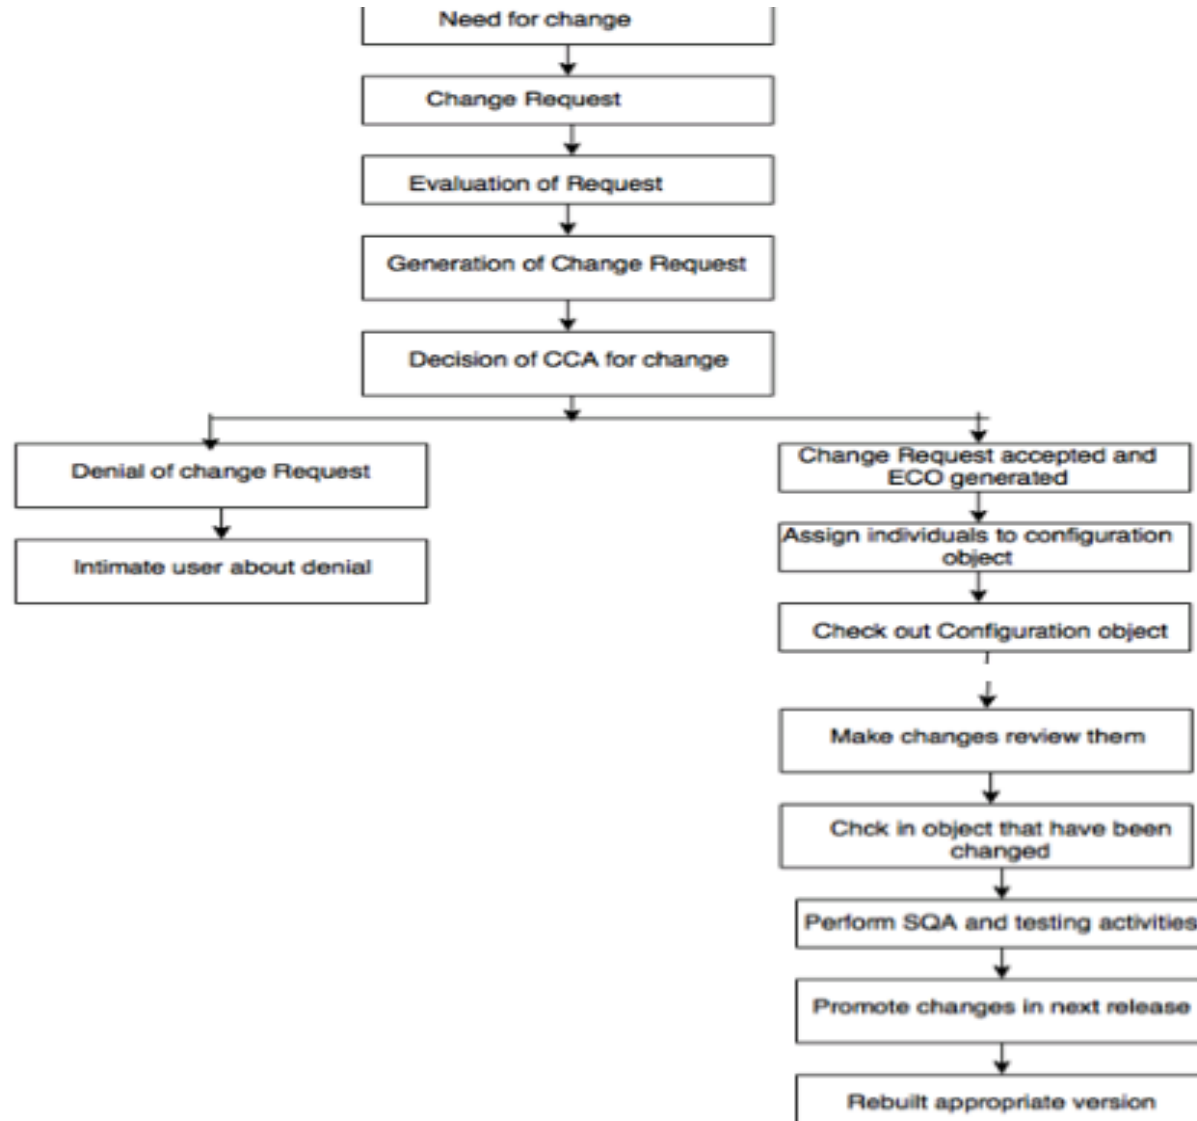 Need for change
Change Request
Evaluation of Request
Generation of Change Request
Decision of CCA for change
Denial of change Request
Intimate user about denial
Change Request accepted and
ECO generated
Assign individuals to configuration
object
Check out Configuration object
Make changes review them
Chck in object that have been
changed
Perform SQA and testing activities
Promote changes in next release
Rebuilt appropriate version